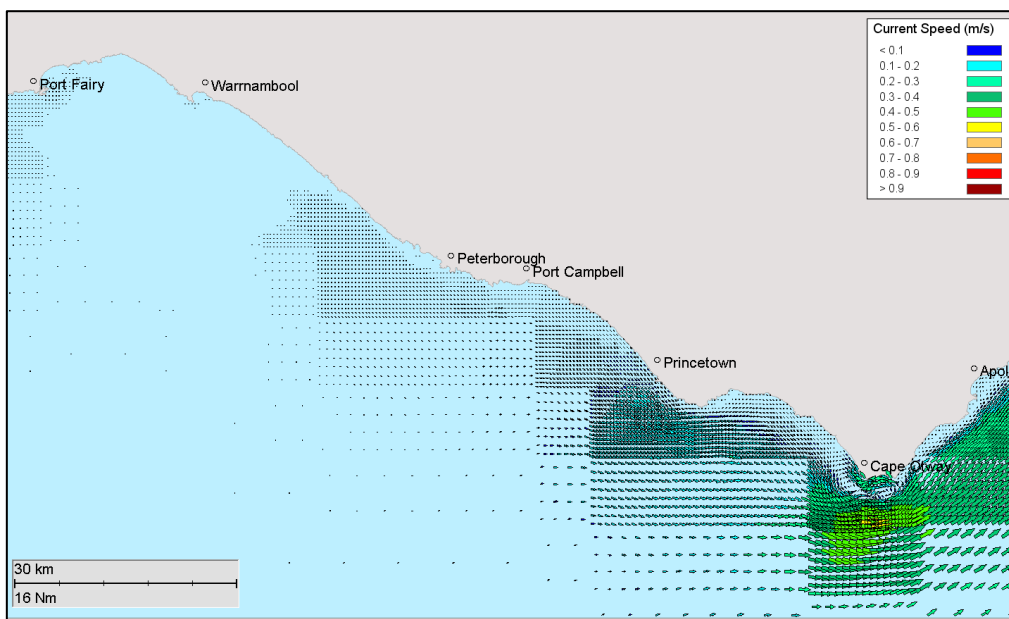 Current Speed (m/s)
< 0.1
0.1 - 0.2
0.2 - 0.3
0.3 - 0.4
0.4 - 0.5
0.5 - 0.6
0.6 - 0.7
0.7 - 0.8
0.8 - 0.9
> 0.9
Port Fairy
Warrnambool
Peterborough
Port Campbell
Princetown
Apol
Cape Otway
30 km
16 Nm